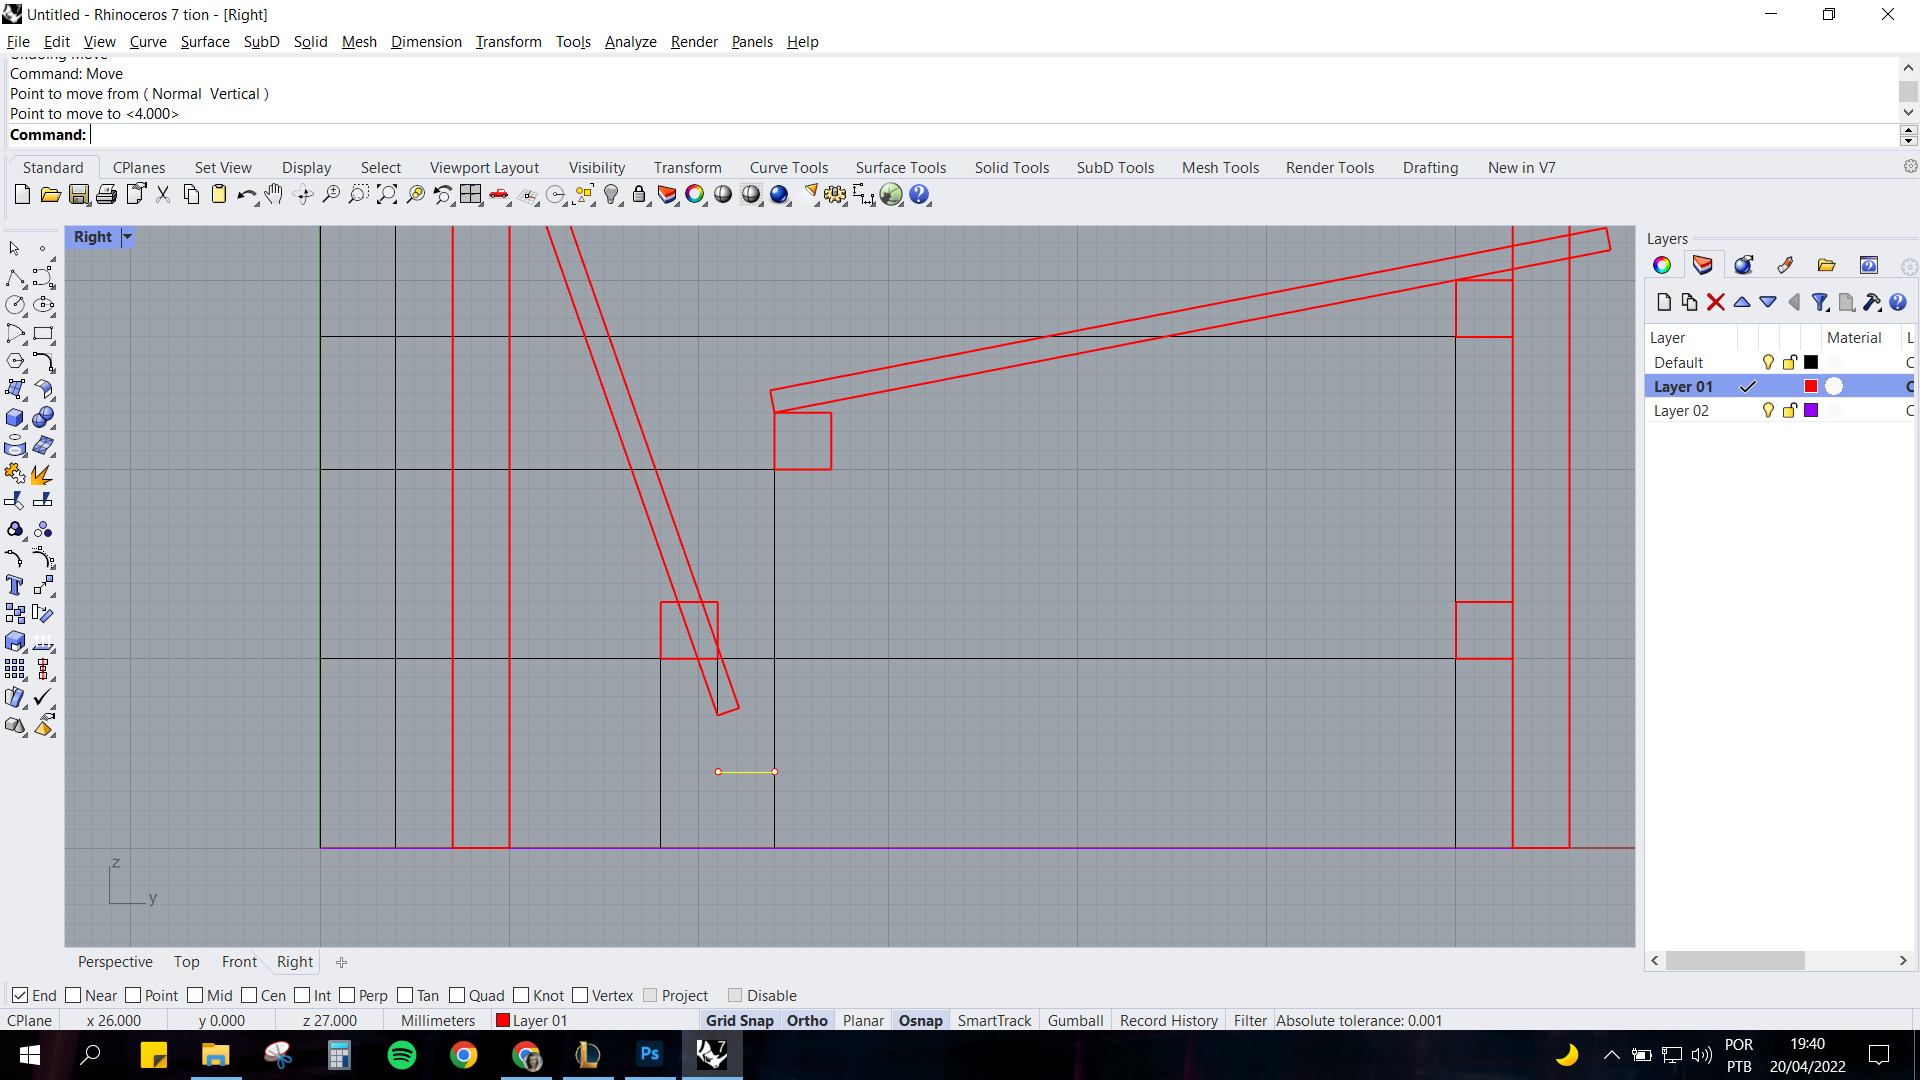 Untitled - Rhinoceros 7 tion - [Right]
File Edit View Curve Surface SubD Solid Mesh Dimension Transform Tools Analyze Render Panels Help
Undoing Move
Command: Move
Point to move from ( Normal Vertical )
Point to move to <4.000>
Command:
Standard CPlanes Set View Display Select Viewport Layout Visibility Transform Curve Tools Surface Tools Solid Tools SubD Tools Mesh Tools Render Tools Drafting New in V7
Right
Layers
Layer Material L
Default C
Layer 01 C
Layer 02 C
z
y
Perspective Top Front Right
End Near Point Mid Cen Int Perp Tan Quad Knot Vertex Project Disable
CPlane x 26.000 y 0.000 z 27.000 Millimeters Layer 01 Grid Snap Ortho Planar Osnap SmartTrack Gumball Record History Filter Absolute tolerance: 0.001
Ps
7
POR
PTB
19:40
20/04/2022